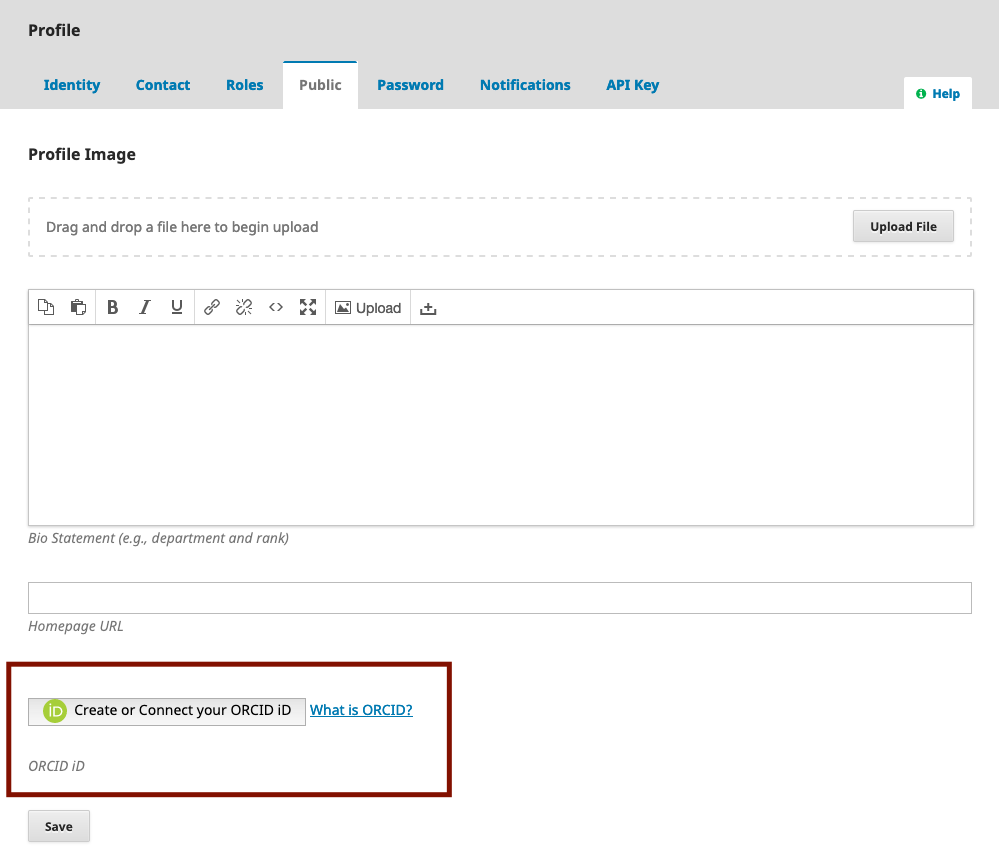 Profile
Identity Contact Roles Public Password Notifications API Key
Help
Profile Image
Drag and drop a file here to begin upload Upload File
B I U Upload
Bio Statement (e.g., department and rank)
Homepage URL
iD Create or Connect your ORCID iD What is ORCID?
ORCID iD
Save